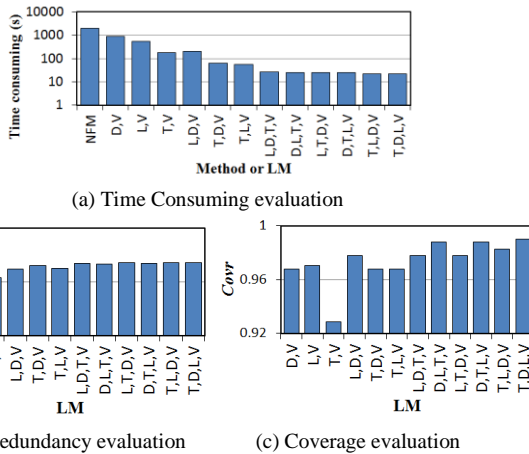 10000
1000
100
10
1
Time consuming (s)
NFM
D,V
L,V
T,V
L,D,V
T,D,V
T,L,V
L,D,T,V
D,L,T,V
L,T,D,V
D,T,L,V
T,L,D,V
T,D,L,V
Method or LM
(a) Time Consuming evaluation
L,D,V
T,D,V
T,L,V
L,D,T,V
D,L,T,V
L,T,D,V
D,T,L,V
T,L,D,V
T,D,L,V
LM
edundancy evaluation
1
0.96
0.92
Covr
D,V
L,V
T,V
L,D,V
T,D,V
T,L,V
L,D,T,V
D,L,T,V
L,T,D,V
D,T,L,V
T,L,D,V
T,D,L,V
LM
(c) Coverage evaluation